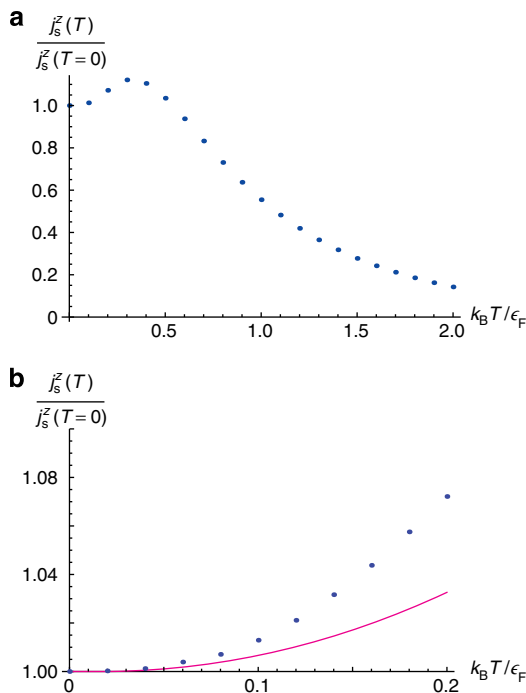 a
j_s^z(T)
j_s^z(T=0)
1.0
0.8
0.6
0.4
0.2
0
0.5 1.0 1.5 2.0
k_B T/ϵ_F
b
j_s^z(T)
j_s^z(T=0)
1.08
1.04
1.00
0 0.1 0.2
k_B T/ϵ_F